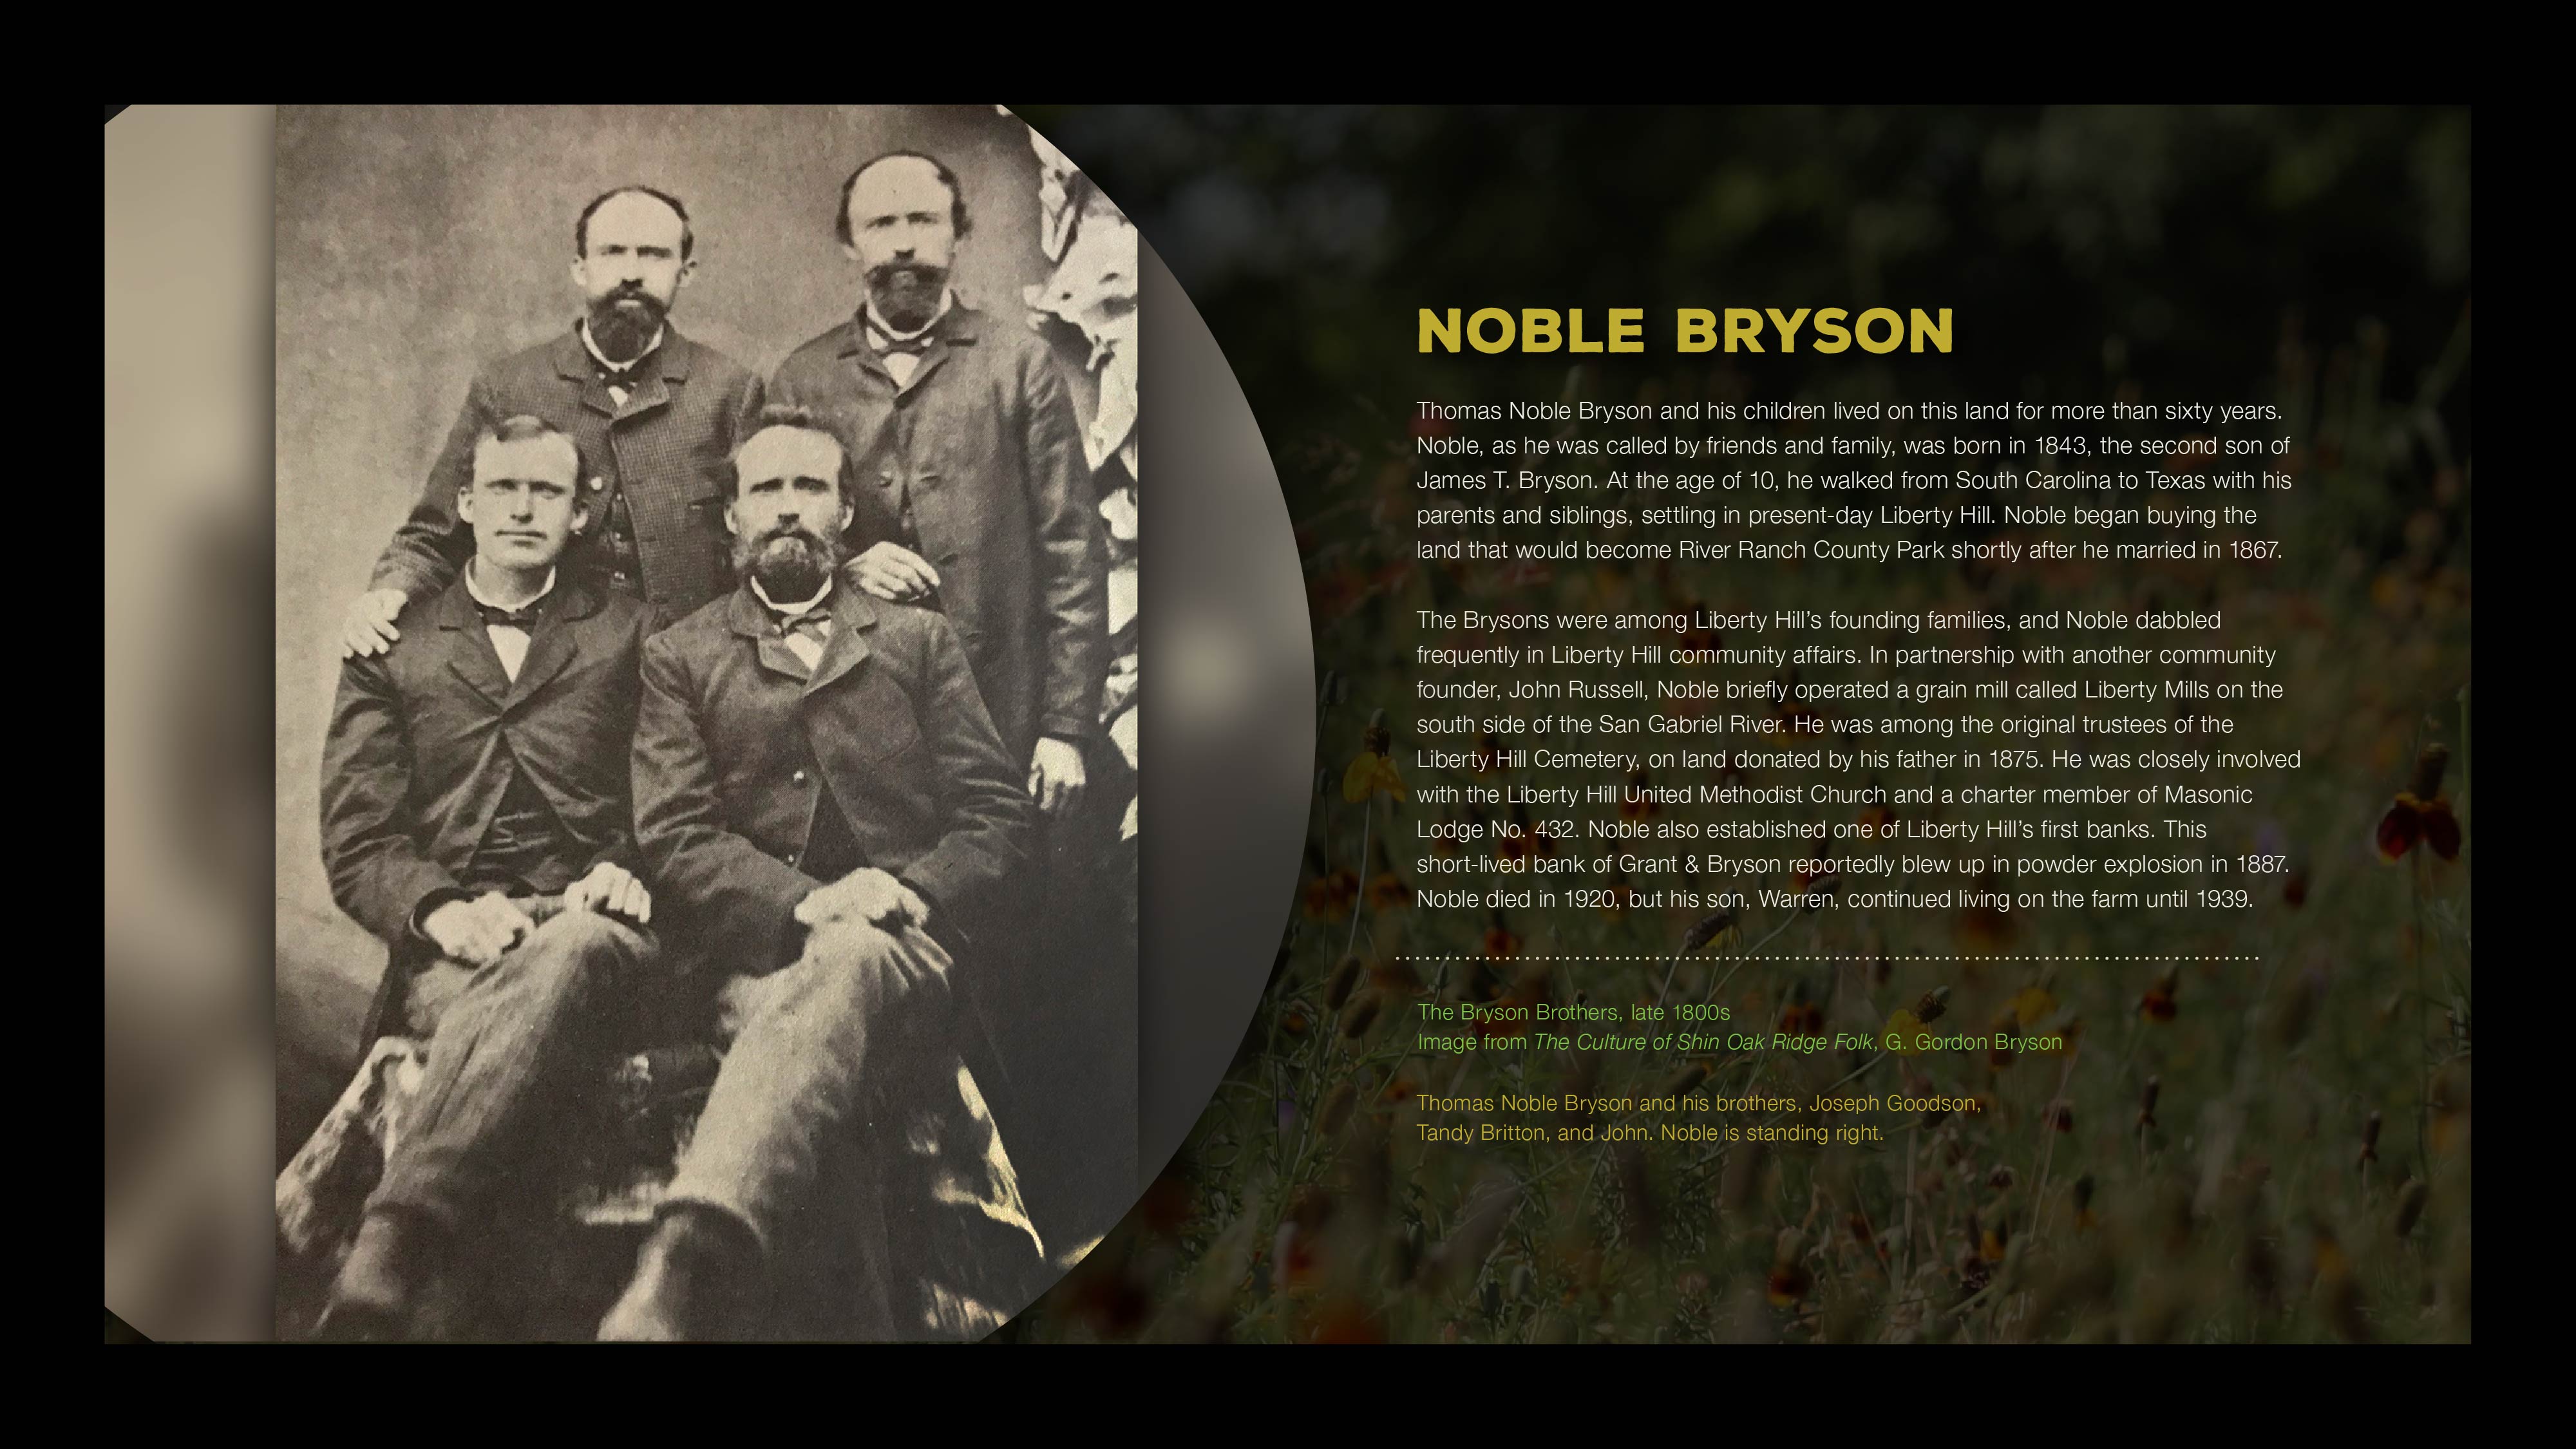 NOBLE BRYSON
Thomas Noble Bryson and his children lived on this land for more than sixty years.
Noble, as he was called by friends and family, was born in 1843, the second son of
James T. Bryson. At the age of 10, he walked from South Carolina to Texas with his
parents and siblings, settling in present-day Liberty Hill. Noble began buying the
land that would become River Ranch County Park shortly after he married in 1867.
The Brysons were among Liberty Hill’s founding families, and Noble dabbled
frequently in Liberty Hill community affairs. In partnership with another community
founder, John Russell, Noble briefly operated a grain mill called Liberty Mills on the
south side of the San Gabriel River. He was among the original trustees of the
Liberty Hill Cemetery, on land donated by his father in 1875. He was closely involved
with the Liberty Hill United Methodist Church and a charter member of Masonic
Lodge No. 432. Noble also established one of Liberty Hill’s first banks. This
short-lived bank of Grant & Bryson reportedly blew up in powder explosion in 1887.
Noble died in 1920, but his son, Warren, continued living on the farm until 1939.
The Bryson Brothers, late 1800s
Image from The Culture of Shin Oak Ridge Folk, G. Gordon Bryson
Thomas Noble Bryson and his brothers, Joseph Goodson,
Tandy Britton, and John. Noble is standing right.